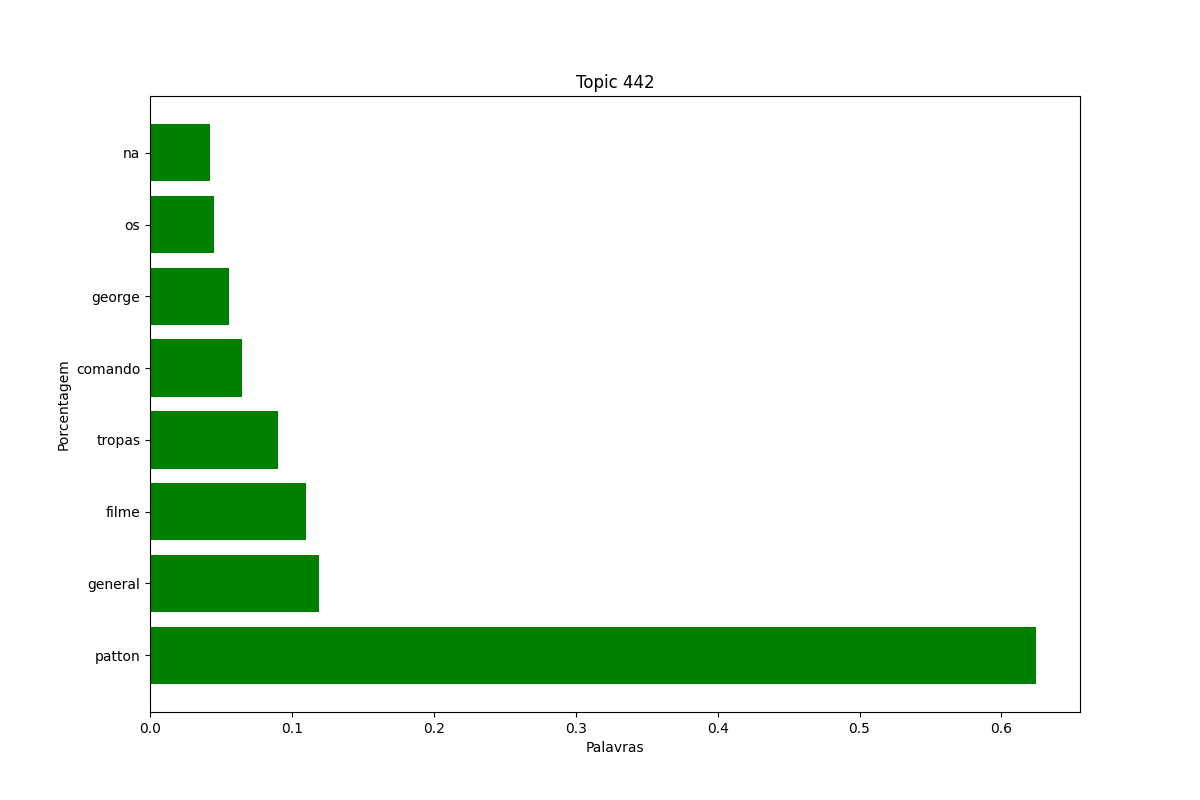 Topic 442
na
os
george
comando
tropas
filme
general
patton
Porcentagem
0.0 0.1 0.2 0.3 0.4 0.5 0.6
Palavras